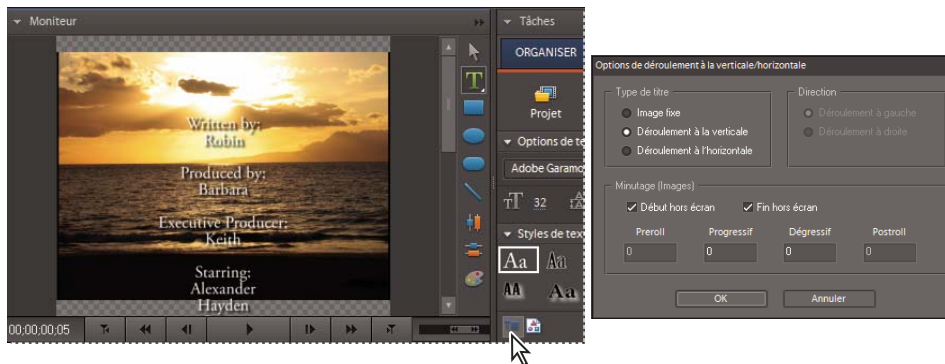 Moniteur
Written by:
Robin
Produced by:
Barbara
Executive Producer:
Keith
Starring:
Alexander
Hayden
00;00;00;05
Tâches
ORGANISER
Projet
Options de te
Adobe Garamo
32
Styles de tex
Aa Aa
AA Aa
Options de déroulement à la verticale/horizontale
Type de titre
Image fixe
Déroulement à la verticale
Déroulement à l'horizontale
Direction
Déroulement à gauche
Déroulement à droite
Minutage (Images)
Début hors écran Fin hors écran
Preroll Progressif Dégressif Postroll
0 0 0 0
OK Annuler